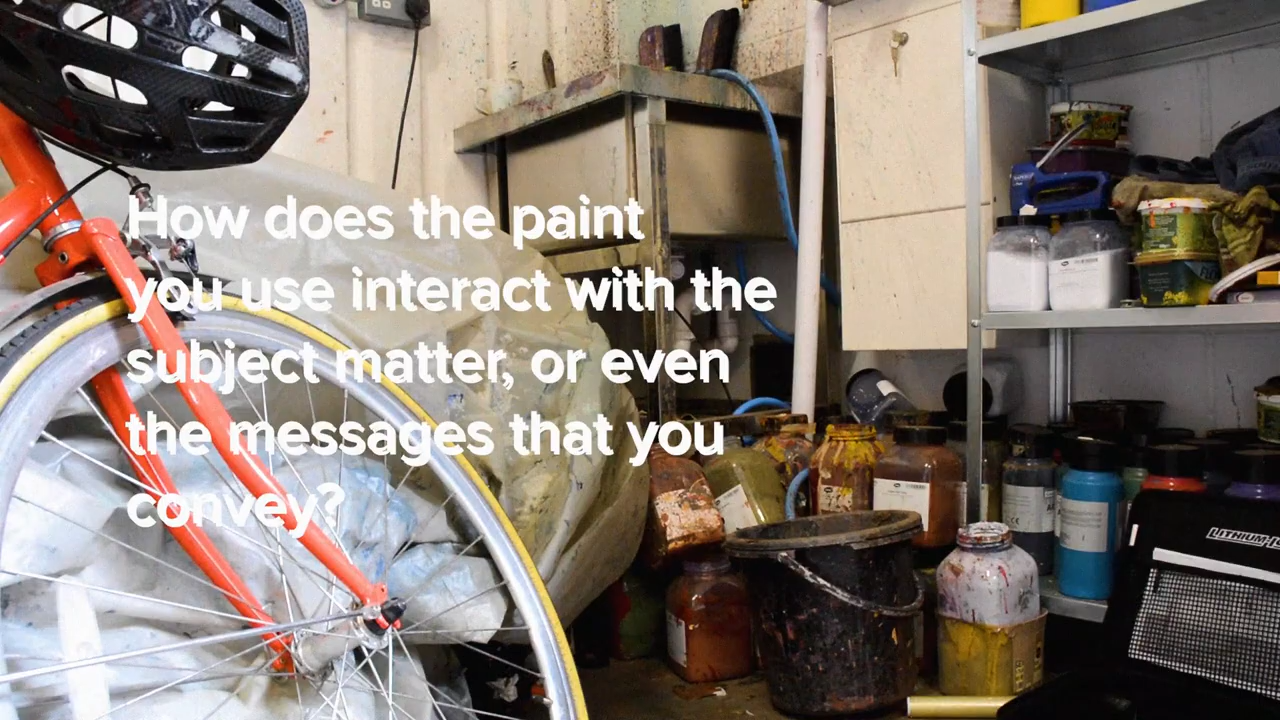 How does the paint
you use interact with the
subject matter, or even
the messages that you
convey?